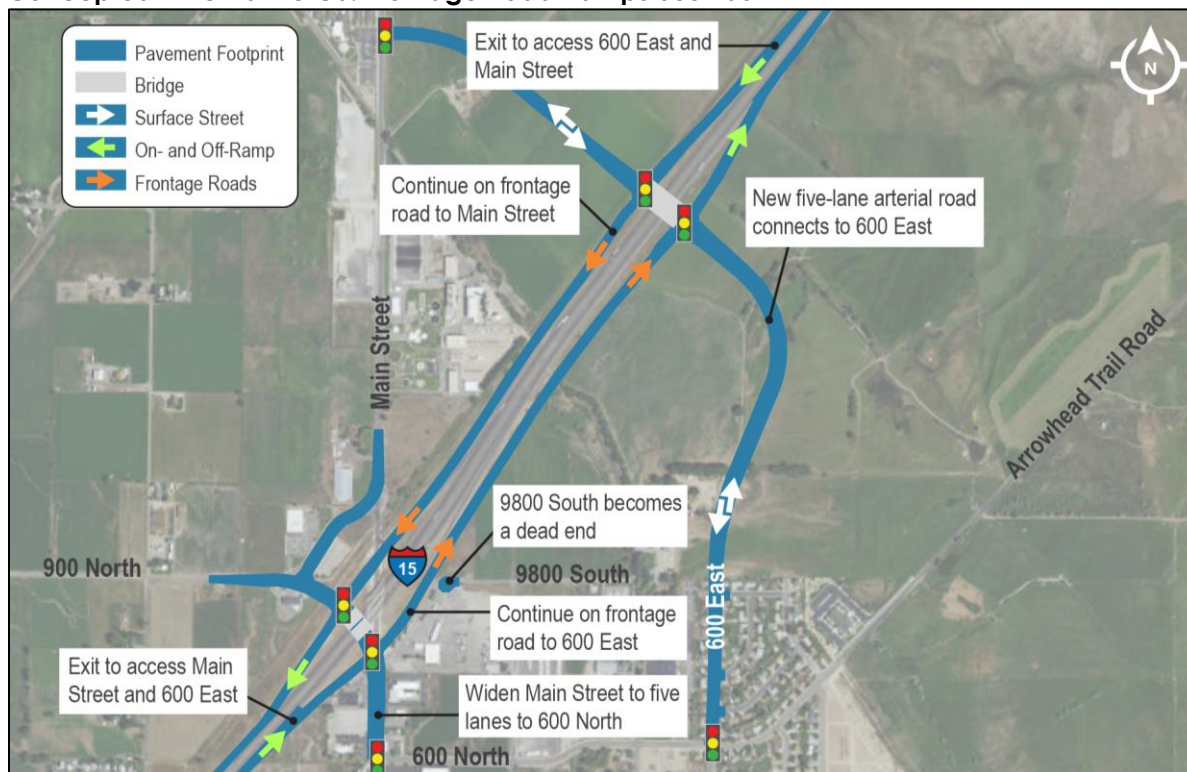 Pavement Footprint
Bridge
Surface Street
On- and Off-Ramp
Frontage Roads
Exit to access 600 East and
Main Street
N
Continue on frontage
road to Main Street
New five-lane arterial road
connects to 600 East
Main Street
Arrowhead Trail Road
9800 South becomes
a dead end
900 North
15
9800 South
Continue on frontage
road to 600 East
600 East
Exit to access Main
Street and 600 East
Widen Main Street to five
lanes to 600 North
600 North